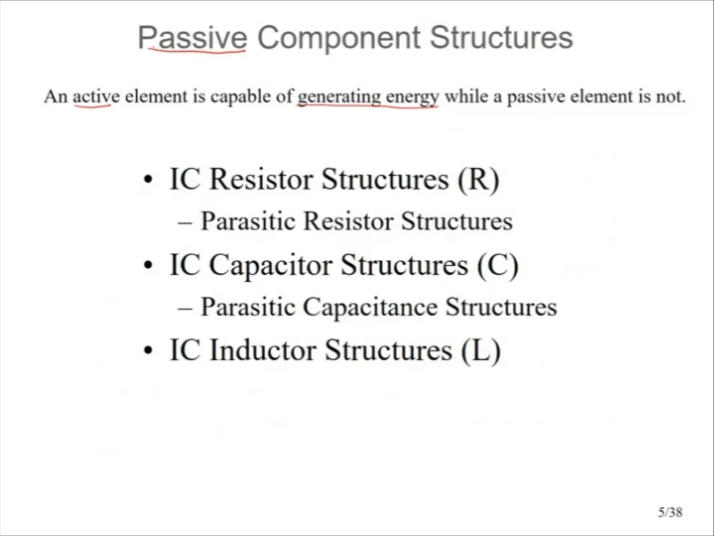 Passive Component Structures
An active element is capable of generating energy while a passive element is not.
• IC Resistor Structures (R)
– Parasitic Resistor Structures
• IC Capacitor Structures (C)
– Parasitic Capacitance Structures
• IC Inductor Structures (L)
5/38